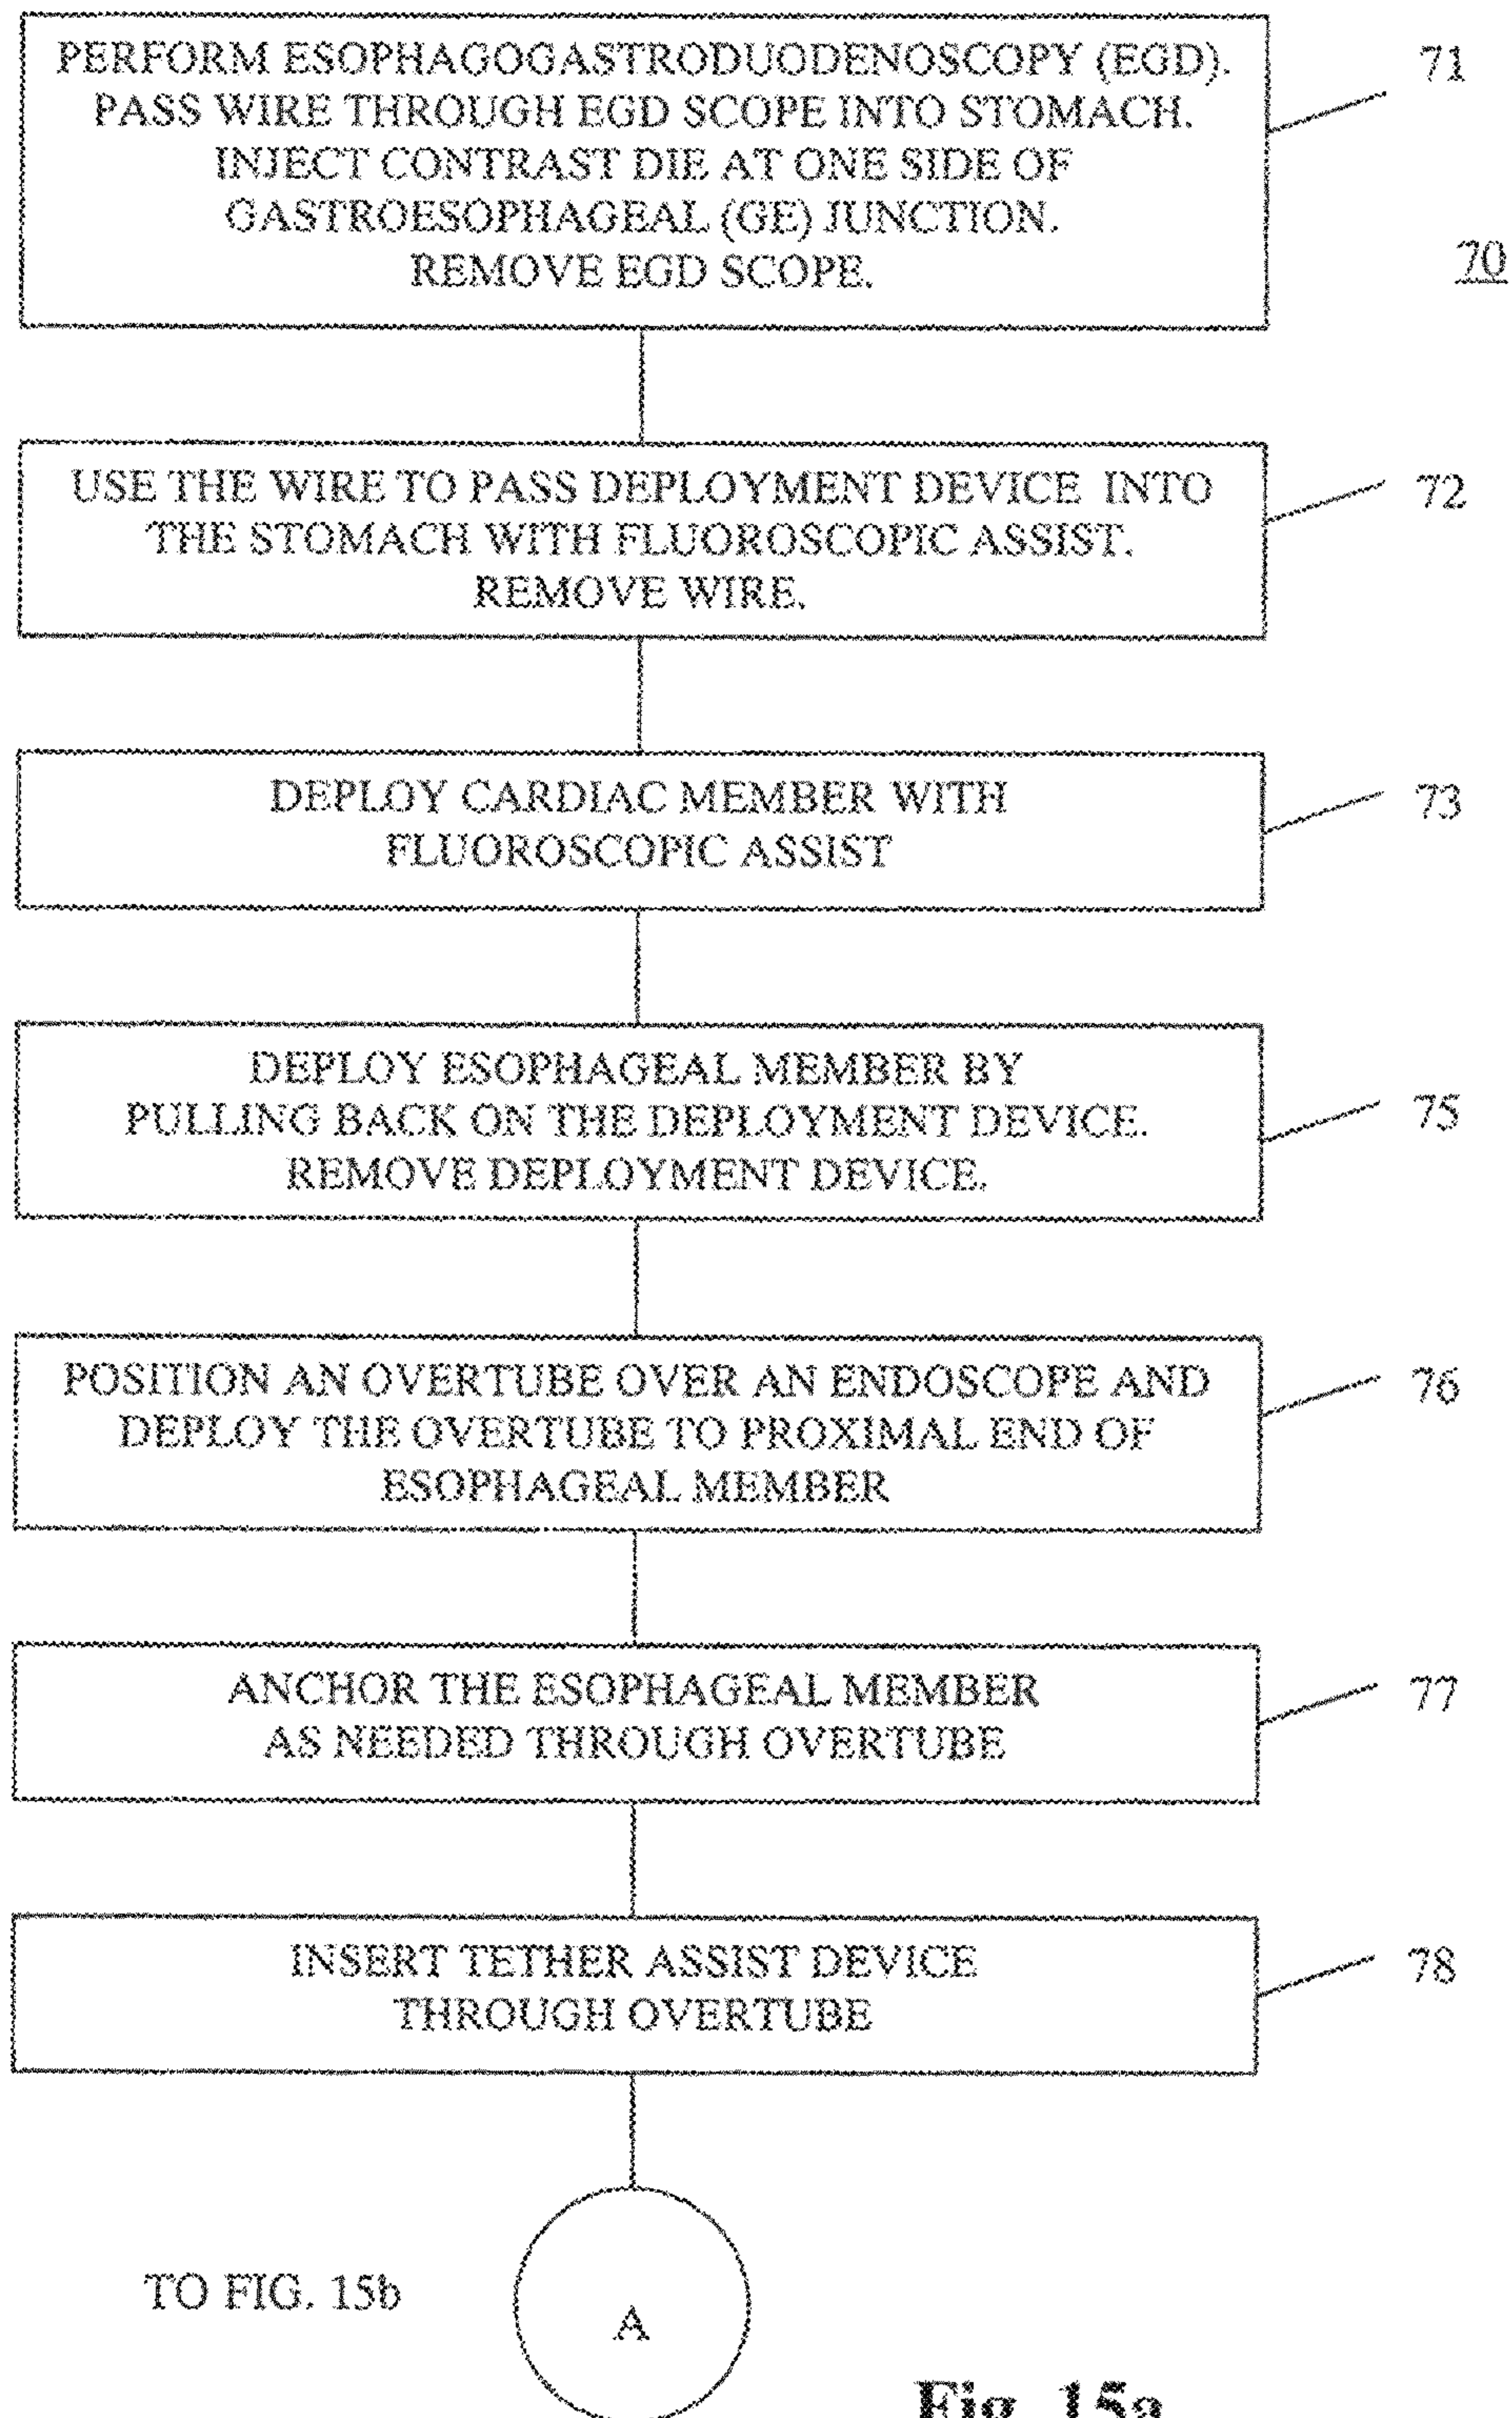 PERFORM ESOPHAGOGASTRODUODENOSCOPY (EGD).
PASS WIRE THROUGH EGD SCOPE INTO STOMACH.
INJECT CONTRAST DIE AT ONE SIDE OF
GASTROESOPHAGEAL (GE) JUNCTION.
REMOVE EGD SCOPE.
71
70
USE THE WIRE TO PASS DEPLOYMENT DEVICE INTO
THE STOMACH WITH FLUOROSCOPIC ASSIST.
REMOVE WIRE.
72
DEPLOY CARDIAC MEMBER WITH
FLUOROSCOPIC ASSIST
73
DEPLOY ESOPHAGEAL MEMBER BY
PULLING BACK ON THE DEPLOYMENT DEVICE.
REMOVE DEPLOYMENT DEVICE.
75
POSITION AN OVERTUBE OVER AN ENDOSCOPE AND
DEPLOY THE OVERTUBE TO PROXIMAL END OF
ESOPHAGEAL MEMBER
76
ANCHOR THE ESOPHAGEAL MEMBER
AS NEEDED THROUGH OVERTUBE
77
INSERT TETHER ASSIST DEVICE
THROUGH OVERTUBE
78
TO FIG. 15b
A
Fig. 15a